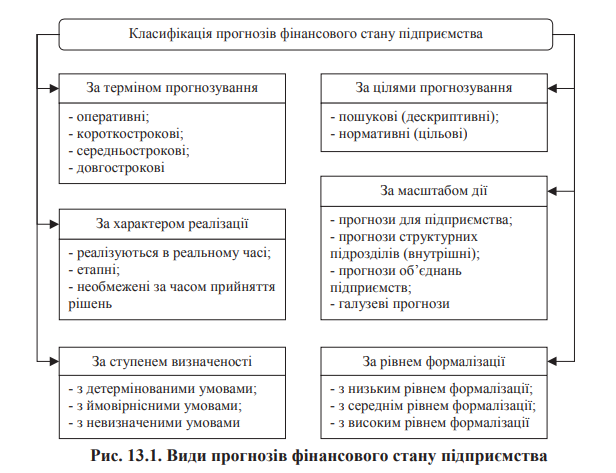 Класифікація прогнозів фінансового стану підприємства
За терміном прогнозування
- оперативні;
- короткострокові;
- середньострокові;
- довгострокові
За характером реалізації
- реалізуються в реальному часі;
- етапні;
- необмежені за часом прийняття
рішень
За ступенем визначеності
- з детермінованими умовами;
- з ймовірнісними умовами;
- з невизначеними умовами
За цілями прогнозування
- пошукові (дескриптивні);
- нормативні (цільові)
За масштабом дії
- прогнози для підприємства;
- прогнози структурних
підрозділів (внутрішні);
- прогнози об’єднань
підприємств;
- галузеві прогнози
За рівнем формалізації
- з низьким рівнем формалізації;
- з середнім рівнем формалізації;
- з високим рівнем формалізації
Рис. 13.1. Види прогнозів фінансового стану підприємства